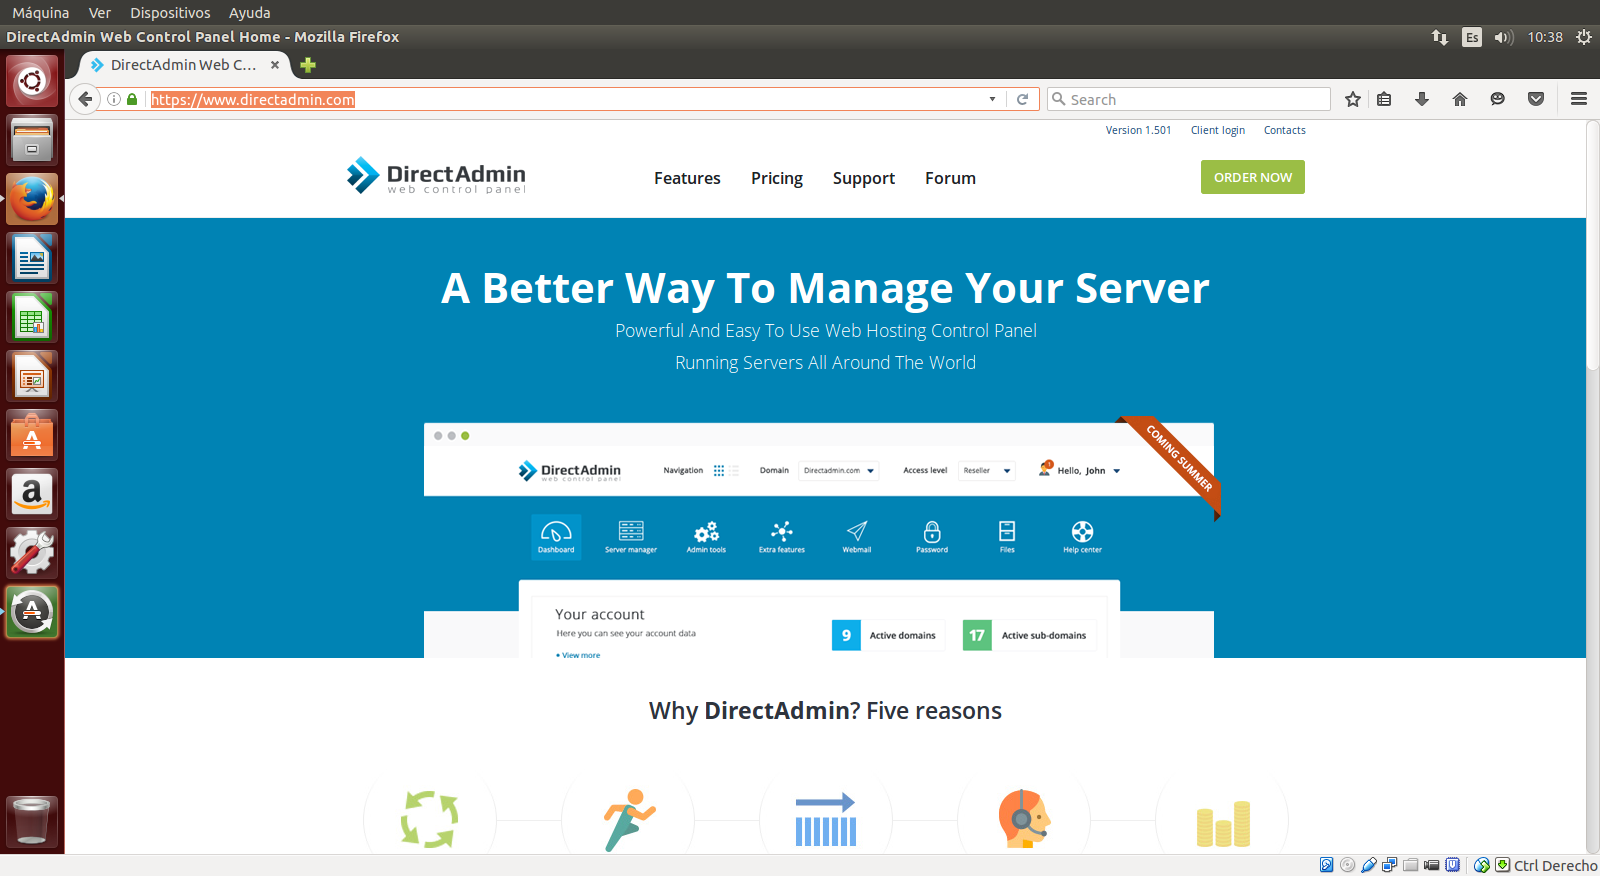 Máquina Ver Dispositivos Ayuda
DirectAdmin Web Control Panel Home - Mozilla Firefox
Es 10:38
DirectAdmin Web C...
https://www.directadmin.com
Search
Version 1.501 Client login Contacts
DirectAdmin
web control panel
Features Pricing Support Forum
ORDER NOW
A Better Way To Manage Your Server
Powerful And Easy To Use Web Hosting Control Panel
Running Servers All Around The World
COMING SUMMER
DirectAdmin
web control panel
Navigation Domain Directadmin.com Access level Reseller Hello, John
Dashboard Server manager Admin tools Extra features Webmail Password Files Help center
Your account
Here you can see your account data
• View more
9 Active domains 17 Active sub-domains
Why DirectAdmin? Five reasons
Ctrl Derecho